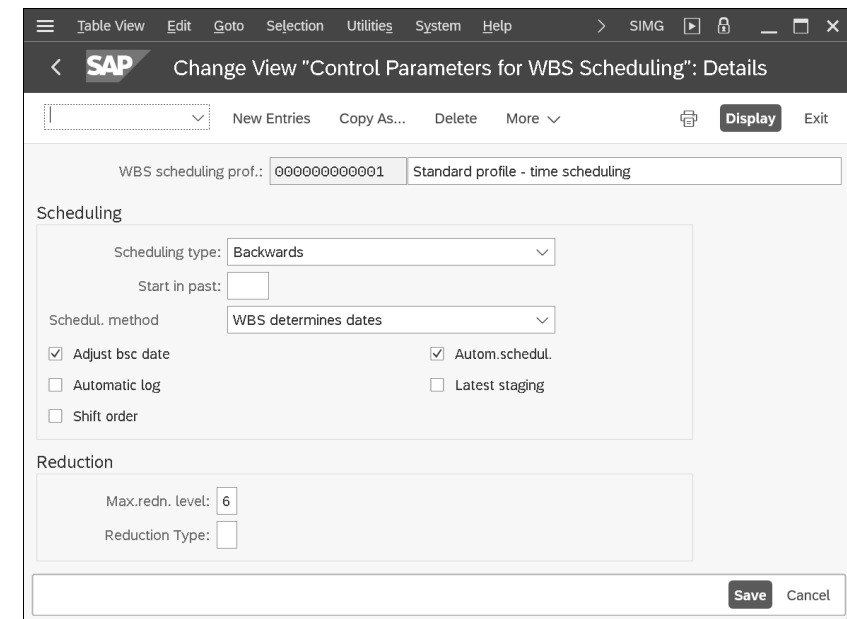 Table View Edit Goto Selection Utilities System Help SIMG
SAP Change View "Control Parameters for WBS Scheduling": Details
New Entries Copy As... Delete More Display Exit
WBS scheduling prof.: 000000000001 Standard profile - time scheduling
Scheduling
Scheduling type: Backwards
Start in past:
Schedul. method WBS determines dates
Adjust bsc date Autom.schedul.
Automatic log Latest staging
Shift order
Reduction
Max.redn. level: 6
Reduction Type:
Save Cancel